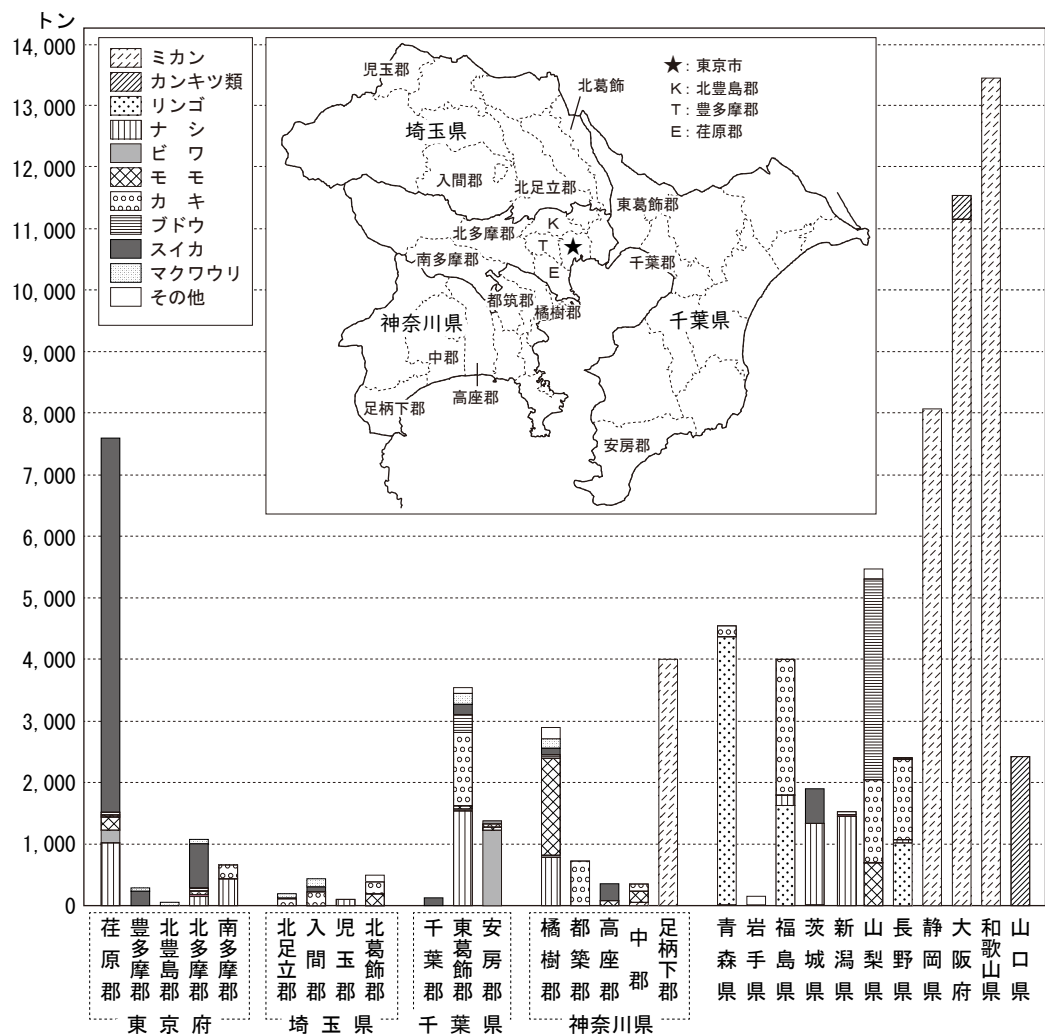 トン
14,000
13,000
12,000
11,000
10,000
9,000
8,000
7,000
6,000
5,000
4,000
3,000
2,000
1,000
0
ミカン
カンキツ類
リンゴ
ナ シ
ビ ワ
モ モ
カ キ
ブドウ
スイカ
マクワウリ
その他
★：東京市
K：北豊島郡
T：豊多摩郡
E：荏原郡
児玉郡
北葛飾
埼玉県
入間郡
北足立郡
東葛飾郡
北多摩郡
K
T
★
南多摩郡
E
千葉郡
都筑郡
橘樹郡
神奈川県
千葉県
中郡
高座郡
足柄下郡
安房郡
荏原郡
豊多摩郡
北豊島郡
北多摩郡
南多摩郡
北足立郡
入間郡
児玉郡
北葛飾郡
千葉郡
東葛飾郡
安房郡
橘樹郡
都築郡
高座郡
中郡
足柄下郡
青森県
岩手県
福島県
茨城県
新潟県
山梨県
長野県
静岡県
大阪府
和歌山県
山口県
東京府
埼玉県
千葉県
神奈川県